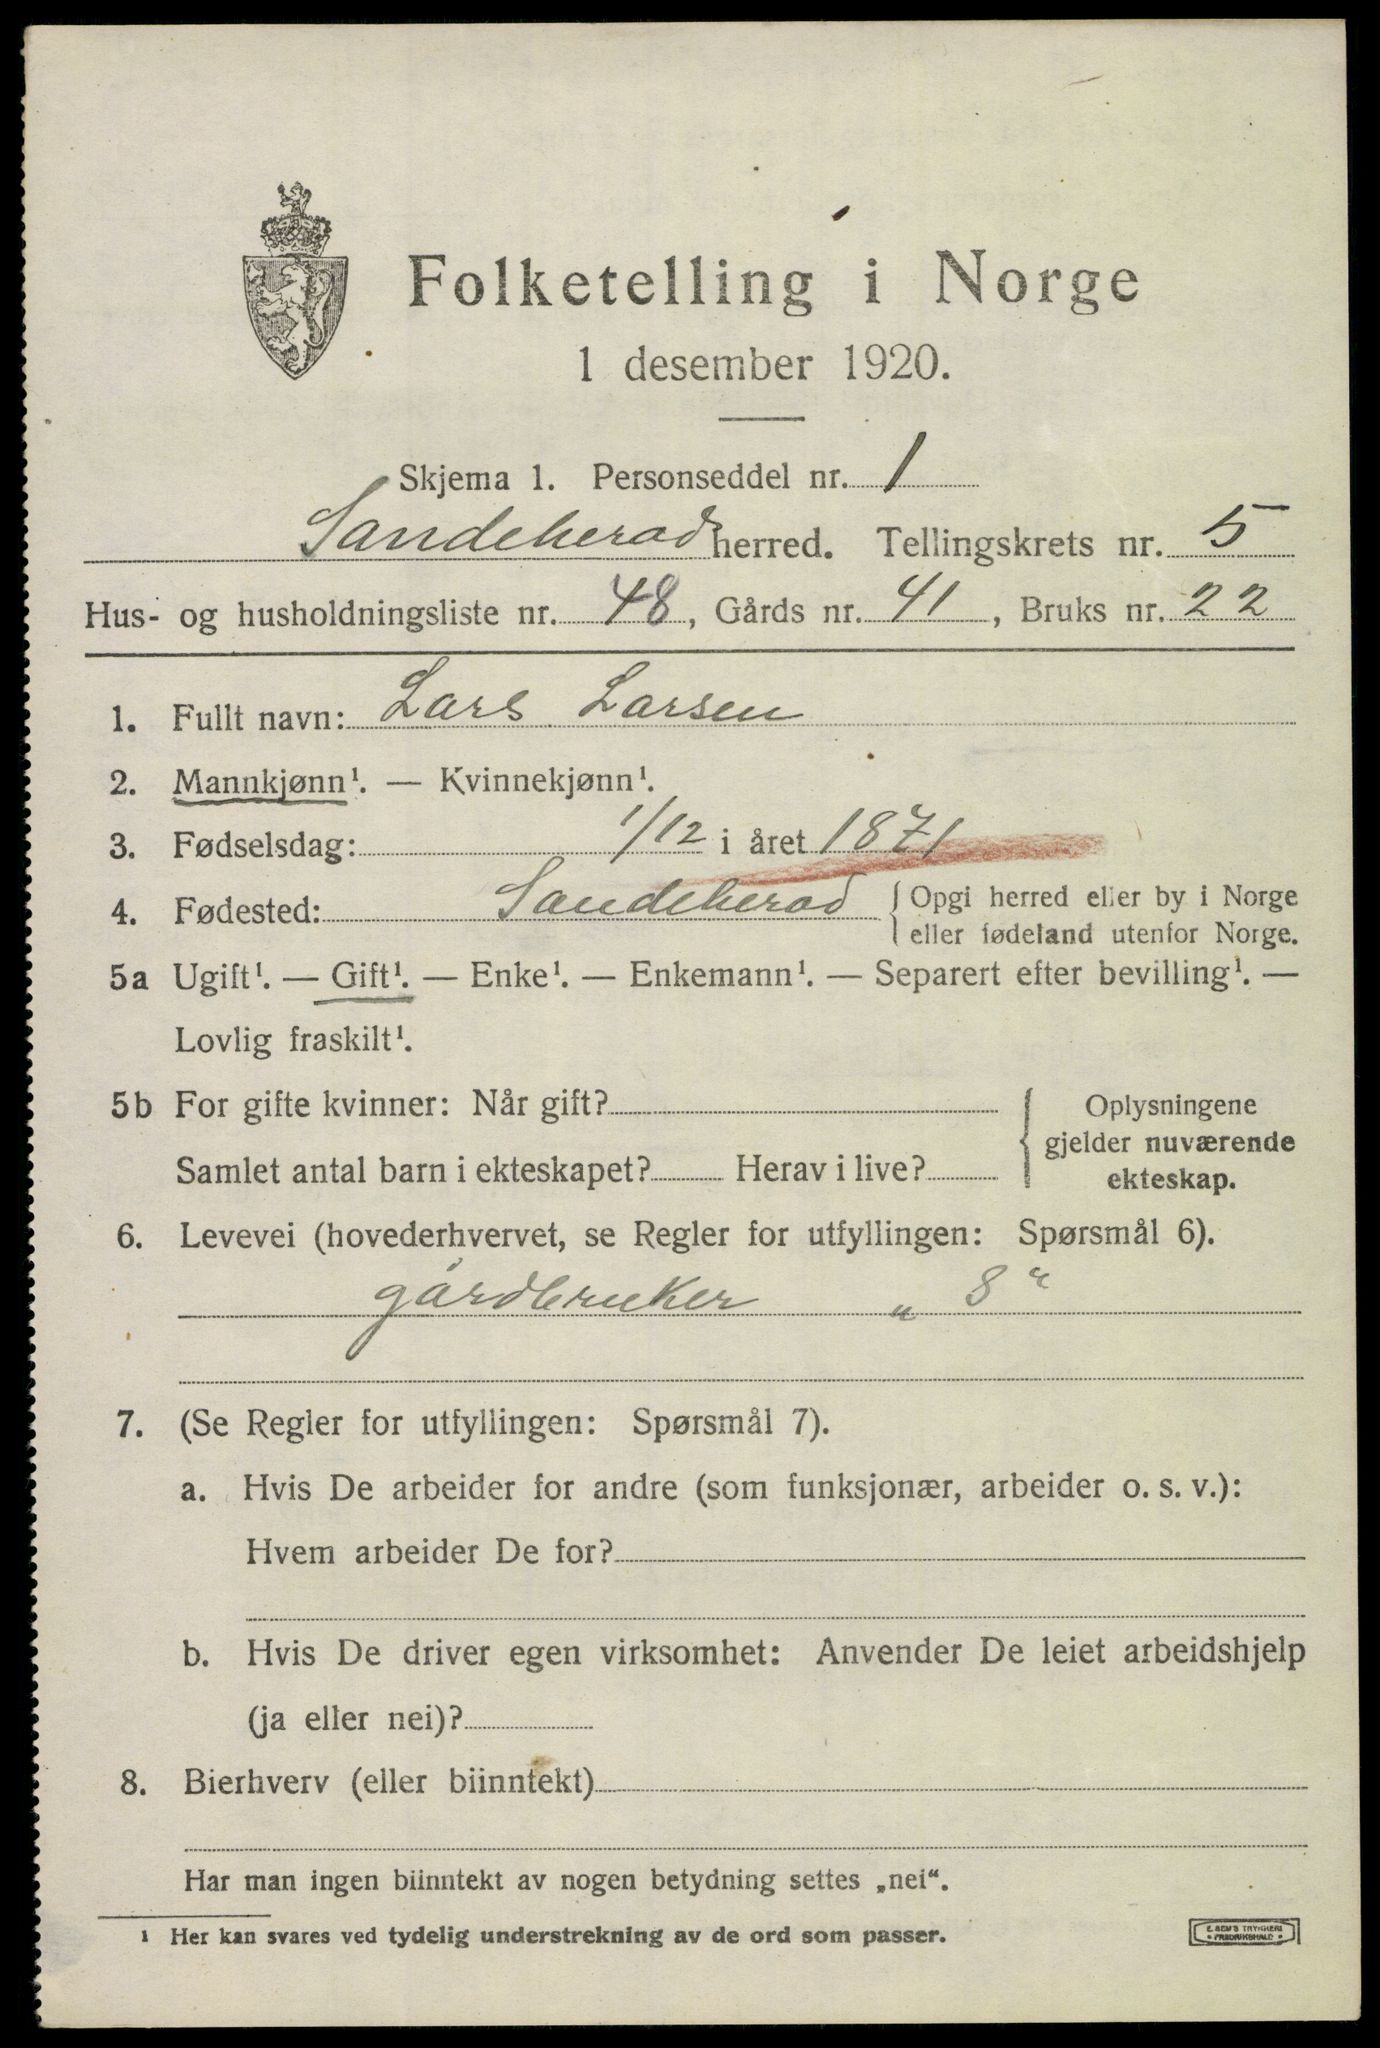 Folketelling i Norge
1 desember 1920.
Skjema 1. Personseddel nr. 1
Sandeherad herred. Tellingskrets nr. 5
Hus- og husholdningsliste nr. 48, Gårds nr. 41, Bruks nr. 22
1. Fullt navn: Lars Larsen
2. Mannkjønn¹. — Kvinnekjønn¹.
3. Fødselsdag: 1/12 i året 1871
4. Fødested: Sandeherad { Opgi herred eller by i Norge
eller fødeland utenfor Norge.
5a Ugift¹. — Gift¹. — Enke¹. — Enkemann¹. — Separert efter bevilling¹. —
Lovlig fraskilt¹.
5b For gifte kvinner: Når gift?
Samlet antal barn i ekteskapet? Herav i live?
Oplysningene
gjelder nuværende
ekteskap.
6. Levevei (hovederhvervet, se Regler for utfyllingen: Spørsmål 6).
gårdbruker „ S “
7. (Se Regler for utfyllingen: Spørsmål 7).
a. Hvis De arbeider for andre (som funksjonær, arbeider o. s. v.):
Hvem arbeider De for?
b. Hvis De driver egen virksomhet: Anvender De leiet arbeidshjelp
(ja eller nei)?
8. Bierhverv (eller biinntekt)
Har man ingen biinntekt av nogen betydning settes „nei“.
¹ Her kan svares ved tydelig understrekning av de ord som passer.
E. SEM'S TRYKKERI
• FREDRIKSHALD •